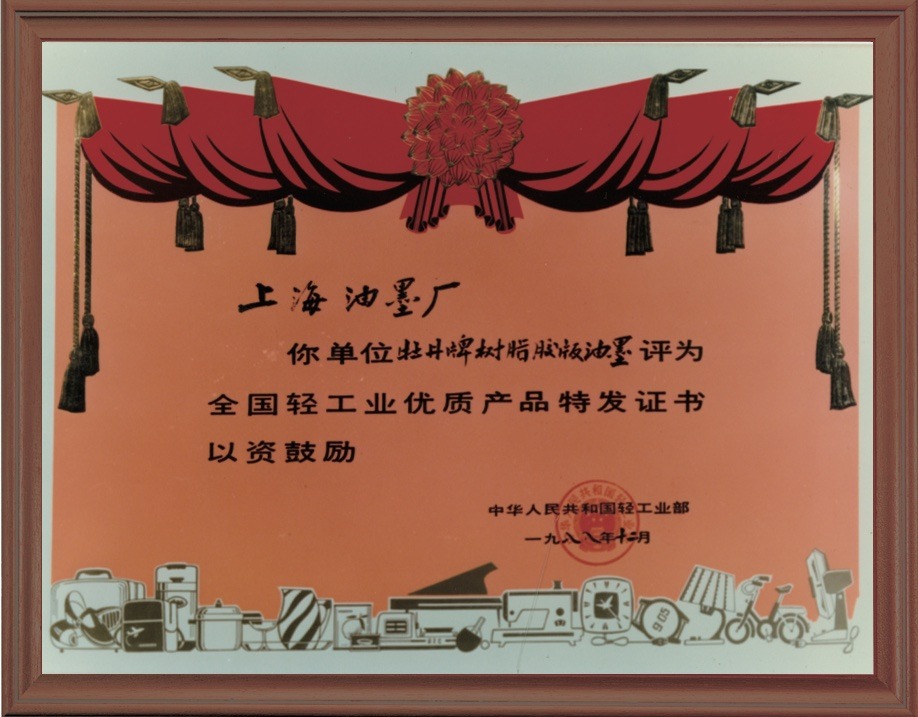 上海油墨厂
你单位牡丹牌树脂胶版油墨评为
全国轻工业优质产品特发证书
以资鼓励
中华人民共和国轻工业部
一九八八年十二月